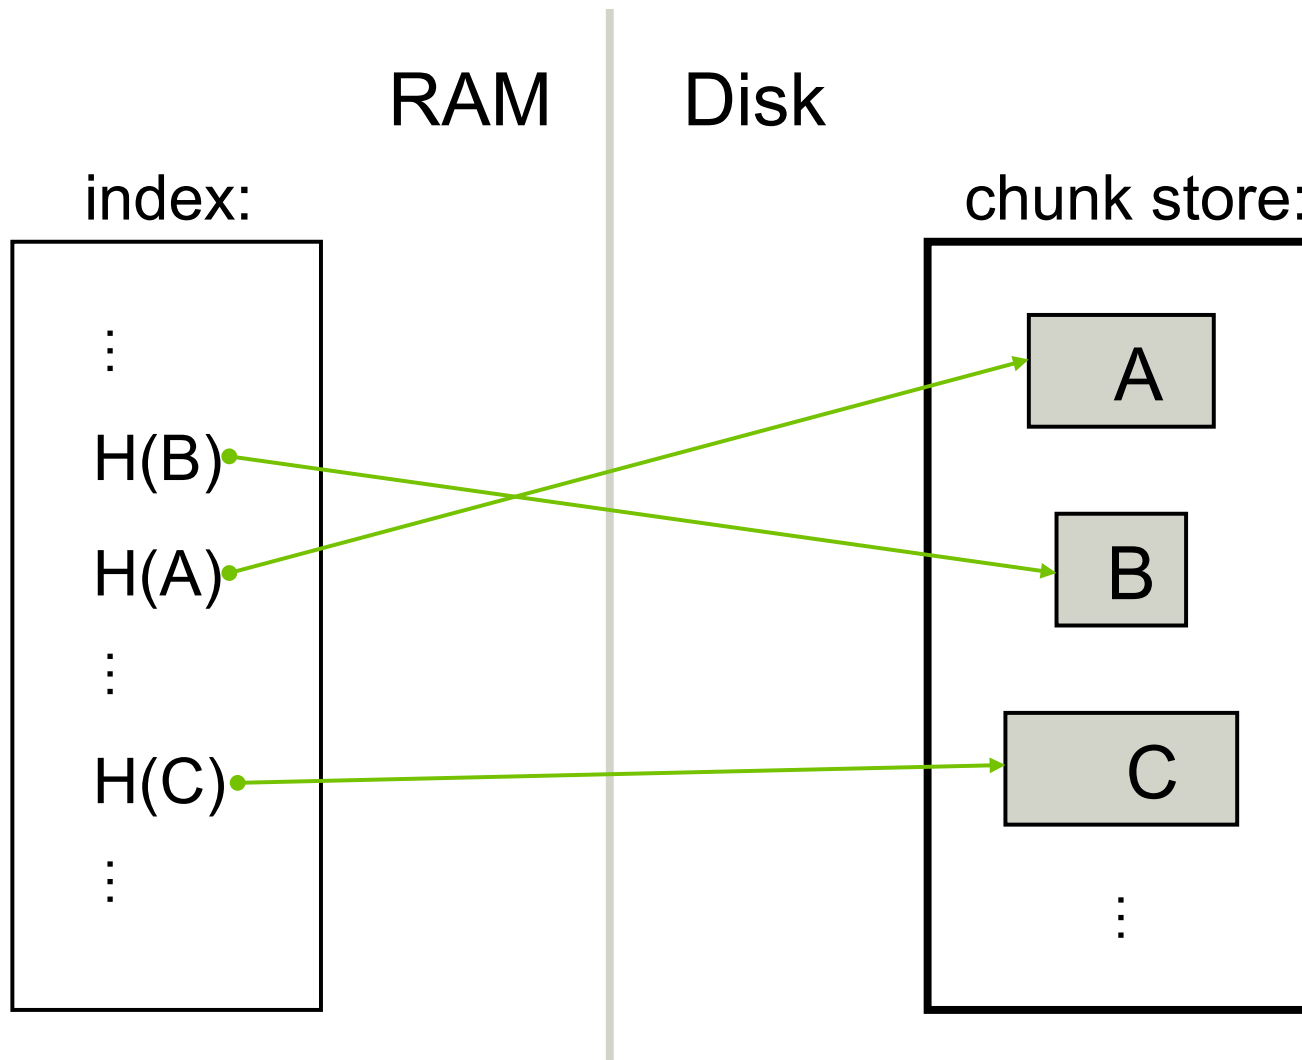 RAM
Disk
index:
chunk store:
⋮
H(B)
H(A)
⋮
H(C)
⋮
A
B
C
⋮